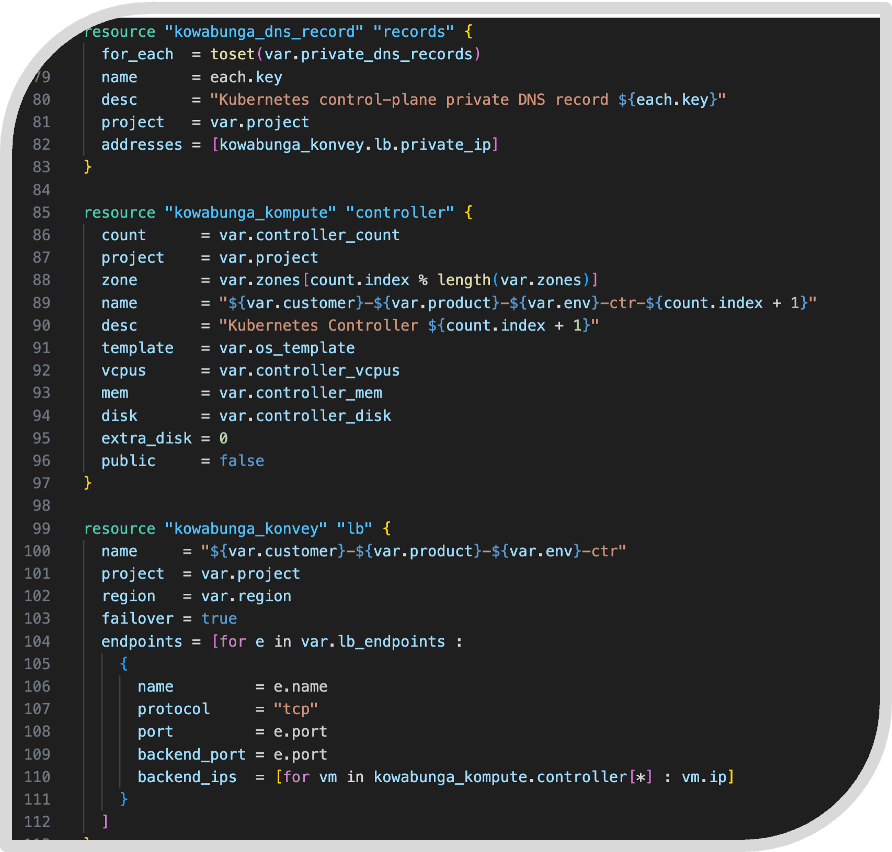 resource "kowabunga_dns_record" "records" {
for_each  = toset(var.private_dns_records)
79 name      = each.key
80 desc      = "Kubernetes control-plane private DNS record ${each.key}"
81 project   = var.project
82 addresses = [kowabunga_konvey.lb.private_ip]
83 }
84
85 resource "kowabunga_kompute" "controller" {
86 count      = var.controller_count
87 project    = var.project
88 zone       = var.zones[count.index % length(var.zones)]
89 name       = "${var.customer}-${var.product}-${var.env}-ctr-${count.index + 1}"
90 desc       = "Kubernetes Controller ${count.index + 1}"
91 template   = var.os_template
92 vcpus      = var.controller_vcpus
93 mem        = var.controller_mem
94 disk       = var.controller_disk
95 extra_disk = 0
96 public     = false
97 }
98
99 resource "kowabunga_konvey" "lb" {
100 name     = "${var.customer}-${var.product}-${var.env}-ctr"
101 project  = var.project
102 region   = var.region
103 failover = true
104 endpoints = [for e in var.lb_endpoints :
105 {
106 name         = e.name
107 protocol     = "tcp"
108 port         = e.port
109 backend_port = e.port
110 backend_ips  = [for vm in kowabunga_kompute.controller[*] : vm.ip]
111 }
112 ]